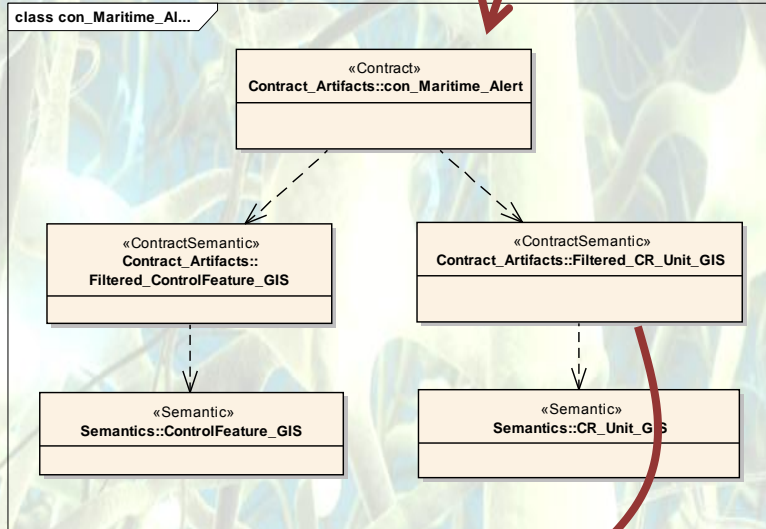 class con_Maritime_Al...
«Contract»
Contract_Artifacts::con_Maritime_Alert
«ContractSemantic»
Contract_Artifacts::
Filtered_ControlFeature_GIS
«ContractSemantic»
Contract_Artifacts::Filtered_CR_Unit_GIS
«Semantic»
Semantics::ControlFeature_GIS
«Semantic»
Semantics::CR_Unit_GIS